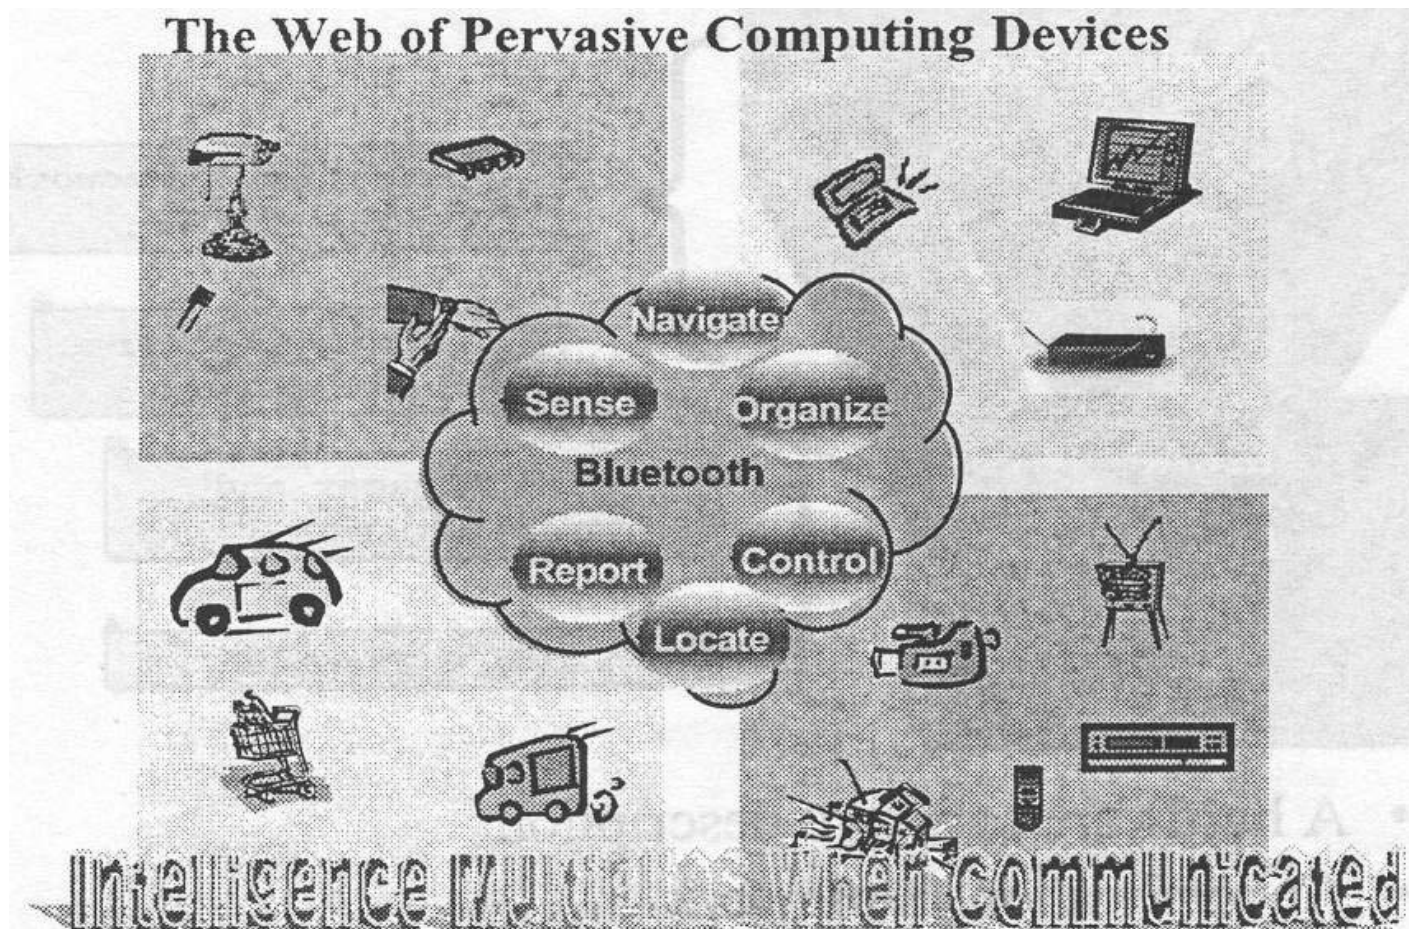 The Web of Pervasive Computing Devices
Navigate
Sense
Organize
Bluetooth
Report
Control
Locate
Intelligence Multiplies When Communicated